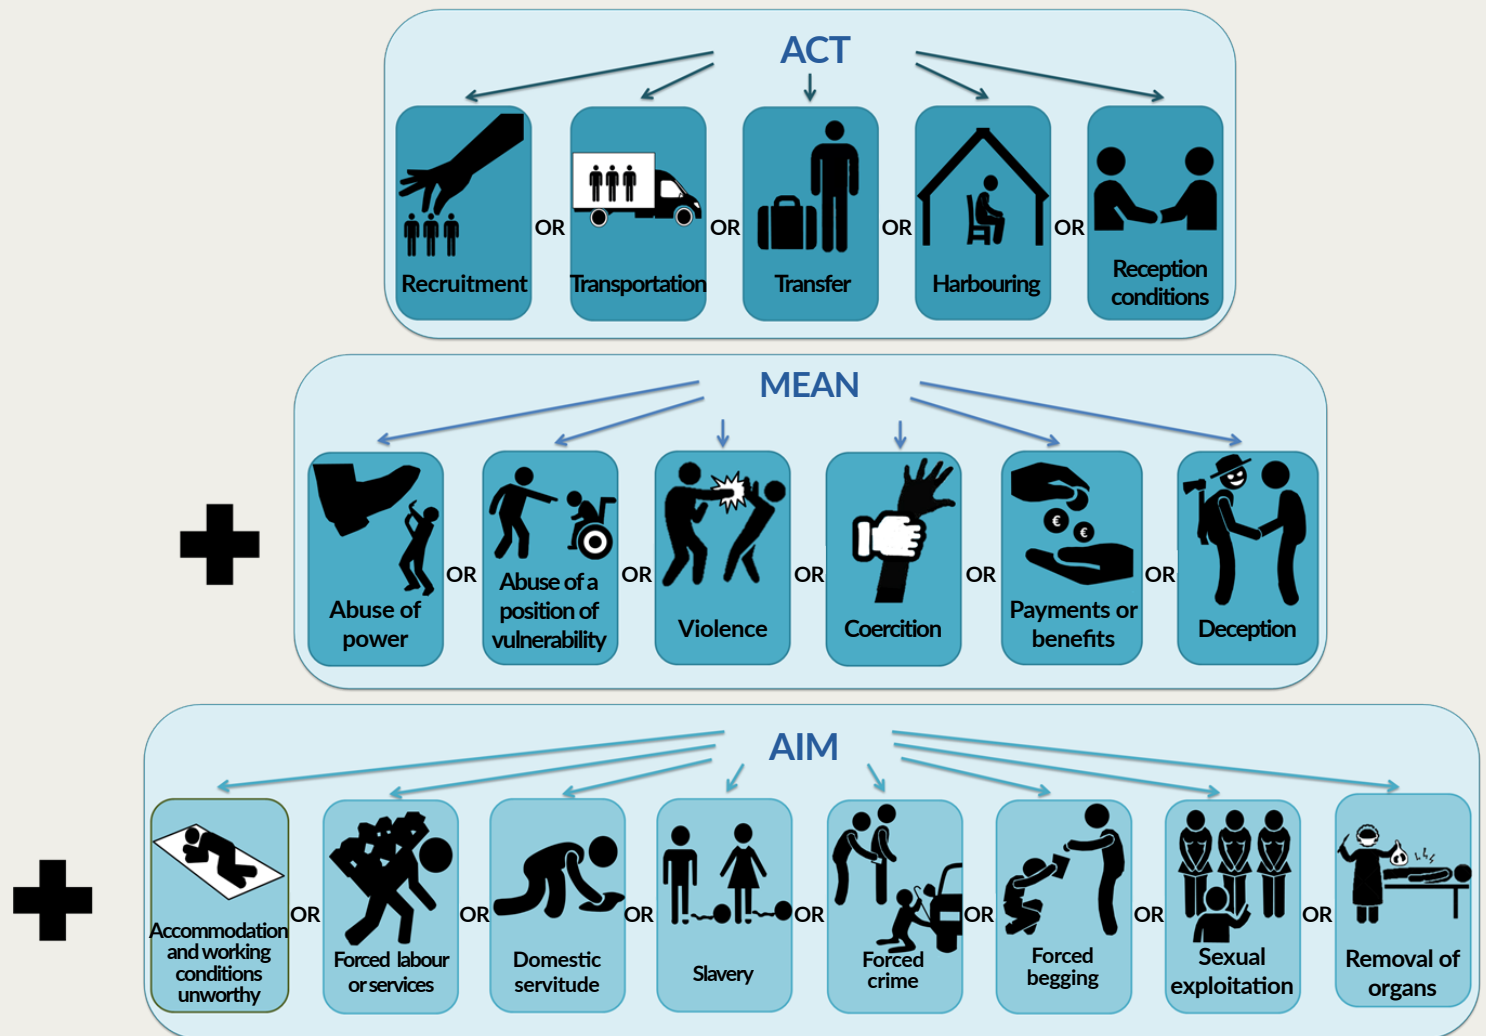 ACT
OR
OR
OR
OR
Recruitment
Transportation
Transfer
Harbouring
Reception
conditions
MEAN
OR
OR
OR
OR
OR
Abuse of
power
Abuse of a
position of
vulnerability
Violence
Coercition
€
€
Payments or
benefits
Deception
AIM
OR
OR
OR
OR
OR
OR
OR
Accommodation
and working
conditions
unworthy
Forced labour
or services
Domestic
servitude
Slavery
Forced
crime
Forced
begging
Sexual
exploitation
Removal of
organs